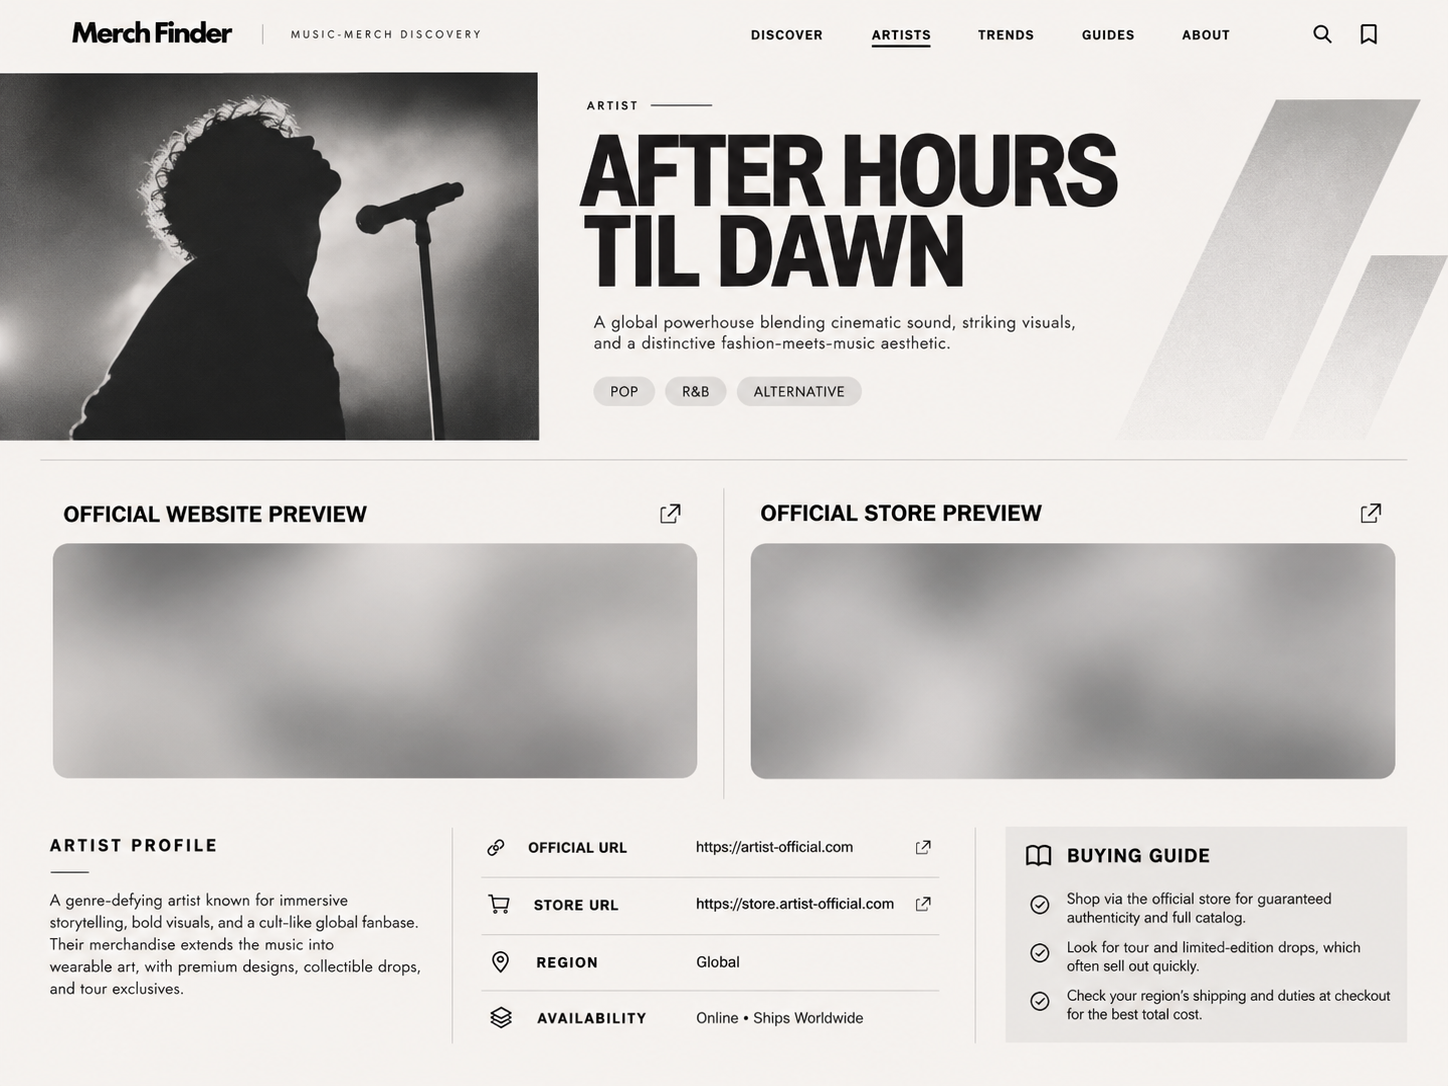 Merch Finder
MUSIC-MERCH DISCOVERY
DISCOVER
ARTISTS
TRENDS
GUIDES
ABOUT
ARTIST
AFTER HOURS
TIL DAWN
A global powerhouse blending cinematic sound, striking visuals,
and a distinctive fashion-meets-music aesthetic.
POP
R&B
ALTERNATIVE
OFFICIAL WEBSITE PREVIEW
OFFICIAL STORE PREVIEW
ARTIST PROFILE
A genre-defying artist known for immersive
storytelling, bold visuals, and a cult-like global fanbase.
Their merchandise extends the music into
wearable art, with premium designs, collectible drops,
and tour exclusives.
OFFICIAL URL
https://artist-official.com
STORE URL
https://store.artist-official.com
REGION
Global
AVAILABILITY
Online • Ships Worldwide
BUYING GUIDE
Shop via the official store for guaranteed
authenticity and full catalog.
Look for tour and limited-edition drops, which
often sell out quickly.
Check your region's shipping and duties at checkout
for the best total cost.